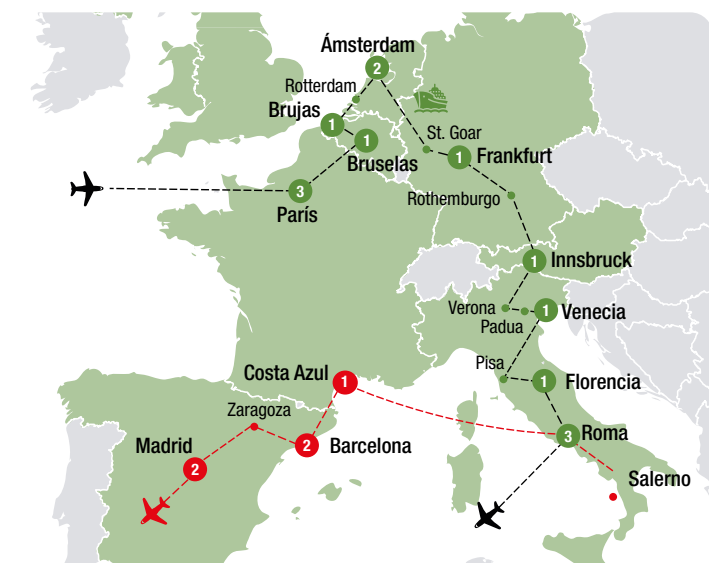 Ámsterdam
2
Rotterdam
Brujas
1
1
St. Goar
1
Frankfurt
Bruselas
3
París
Rothemburgo
1
Innsbruck
Verona
1
Venecia
Padua
Pisa
Costa Azul
1
1
Florencia
Zaragoza
Madrid
2
2
Barcelona
3
Roma
Salerno